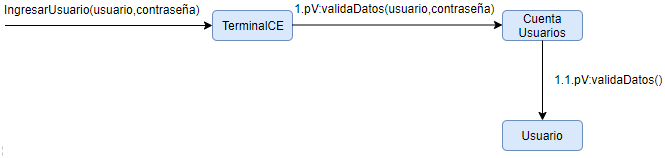 IngresarUsuario(usuario,contraseña)
TerminalCE
1.pV:validaDatos(usuario,contraseña)
Cuenta
Usuarios
1.1.pV:validaDatos()
Usuario